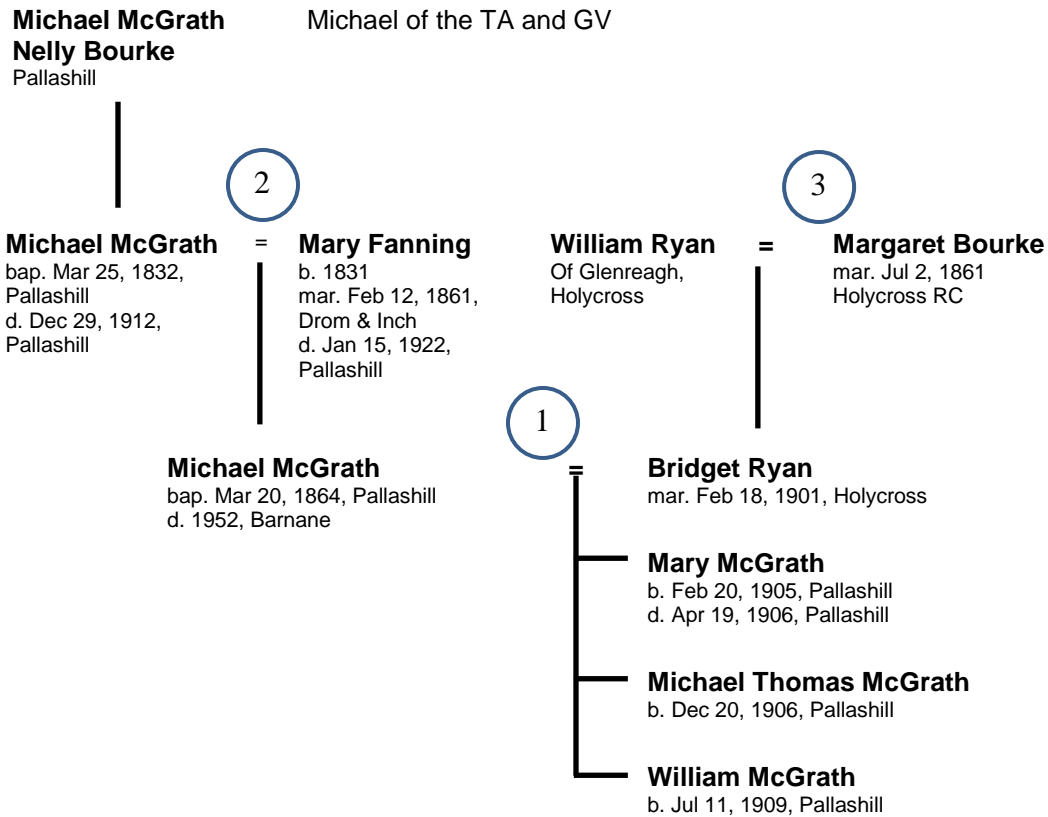 Michael McGrath
Nelly Bourke
Pallashill
Michael of the TA and GV
2
3
Michael McGrath
bap. Mar 25, 1832,
Pallashill
d. Dec 29, 1912,
Pallashill
=
Mary Fanning
b. 1831
mar. Feb 12, 1861,
Drom & Inch
d. Jan 15, 1922,
Pallashill
William Ryan
Of Glenreagh,
Holycross
=
Margaret Bourke
mar. Jul 2, 1861
Holycross RC
1
Michael McGrath
bap. Mar 20, 1864, Pallashill
d. 1952, Barnane
=
Bridget Ryan
mar. Feb 18, 1901, Holycross
Mary McGrath
b. Feb 20, 1905, Pallashill
d. Apr 19, 1906, Pallashill
Michael Thomas McGrath
b. Dec 20, 1906, Pallashill
William McGrath
b. Jul 11, 1909, Pallashill